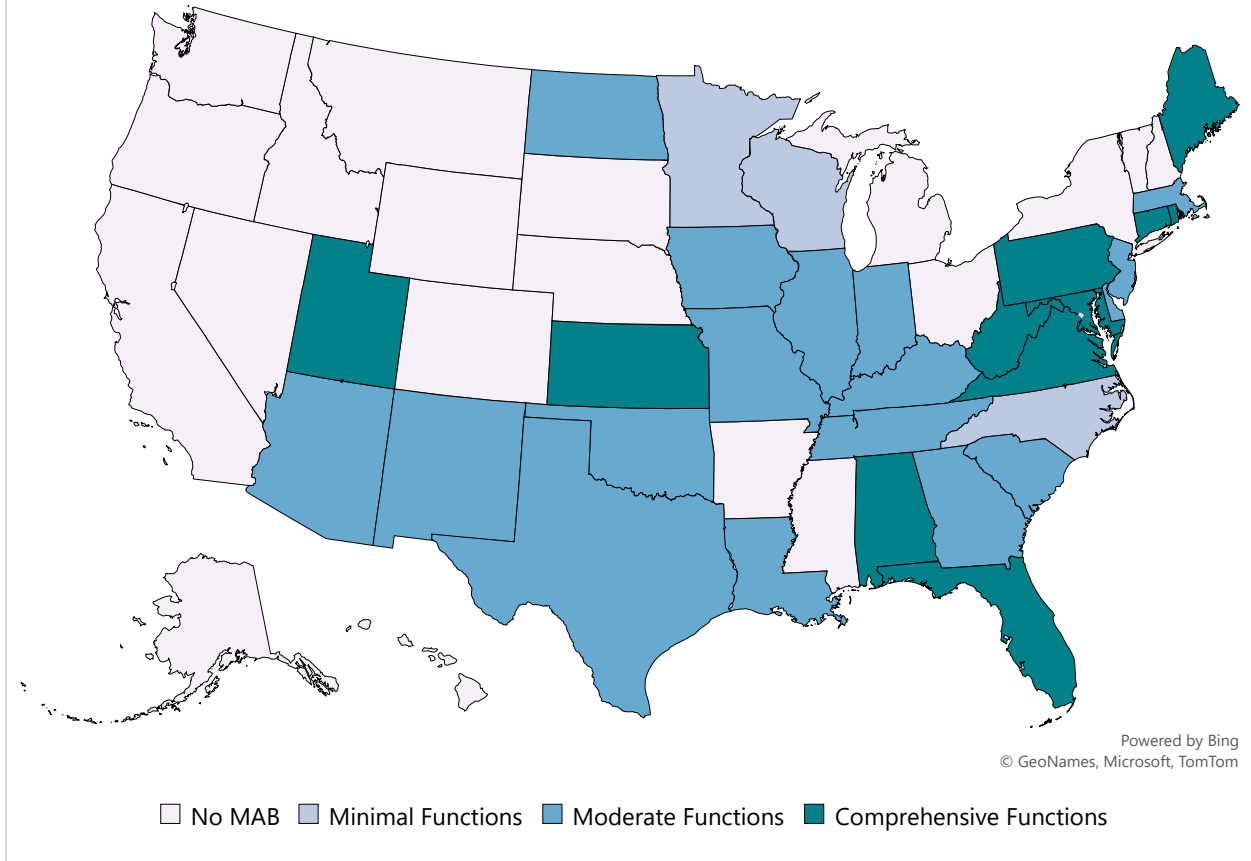 Powered by Bing
© GeoNames, Microsoft, TomTom
No MAB Minimal Functions Moderate Functions Comprehensive Functions